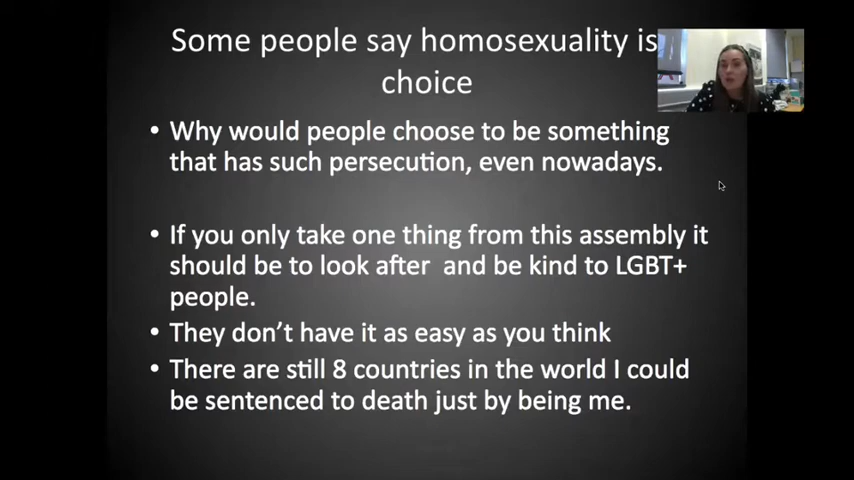 Some people say homosexuality is
choice
• Why would people choose to be something
that has such persecution, even nowadays.
• If you only take one thing from this assembly it
should be to look after and be kind to LGBT+
people.
• They don’t have it as easy as you think
• There are still 8 countries in the world I could
be sentenced to death just by being me.